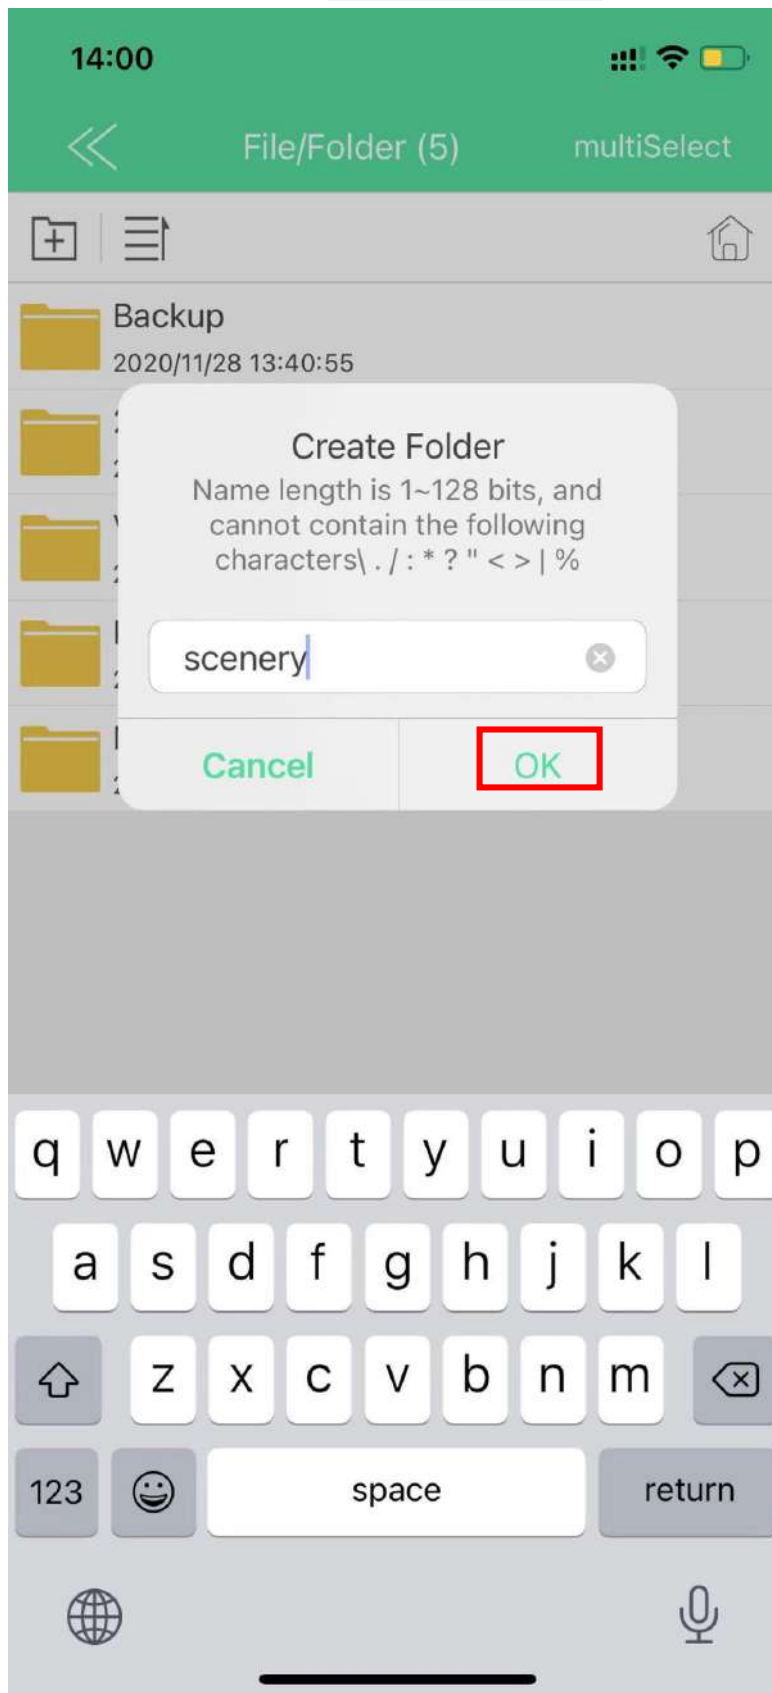 14:00
File/Folder (5)
multiSelect
Backup
2020/11/28 13:40:55
Create Folder
Name length is 1~128 bits, and
cannot contain the following
characters\ . / : * ? " < > | %
scenery
Cancel
OK
q w e r t y u i o p
a s d f g h j k l
z x c v b n m
123
space
return